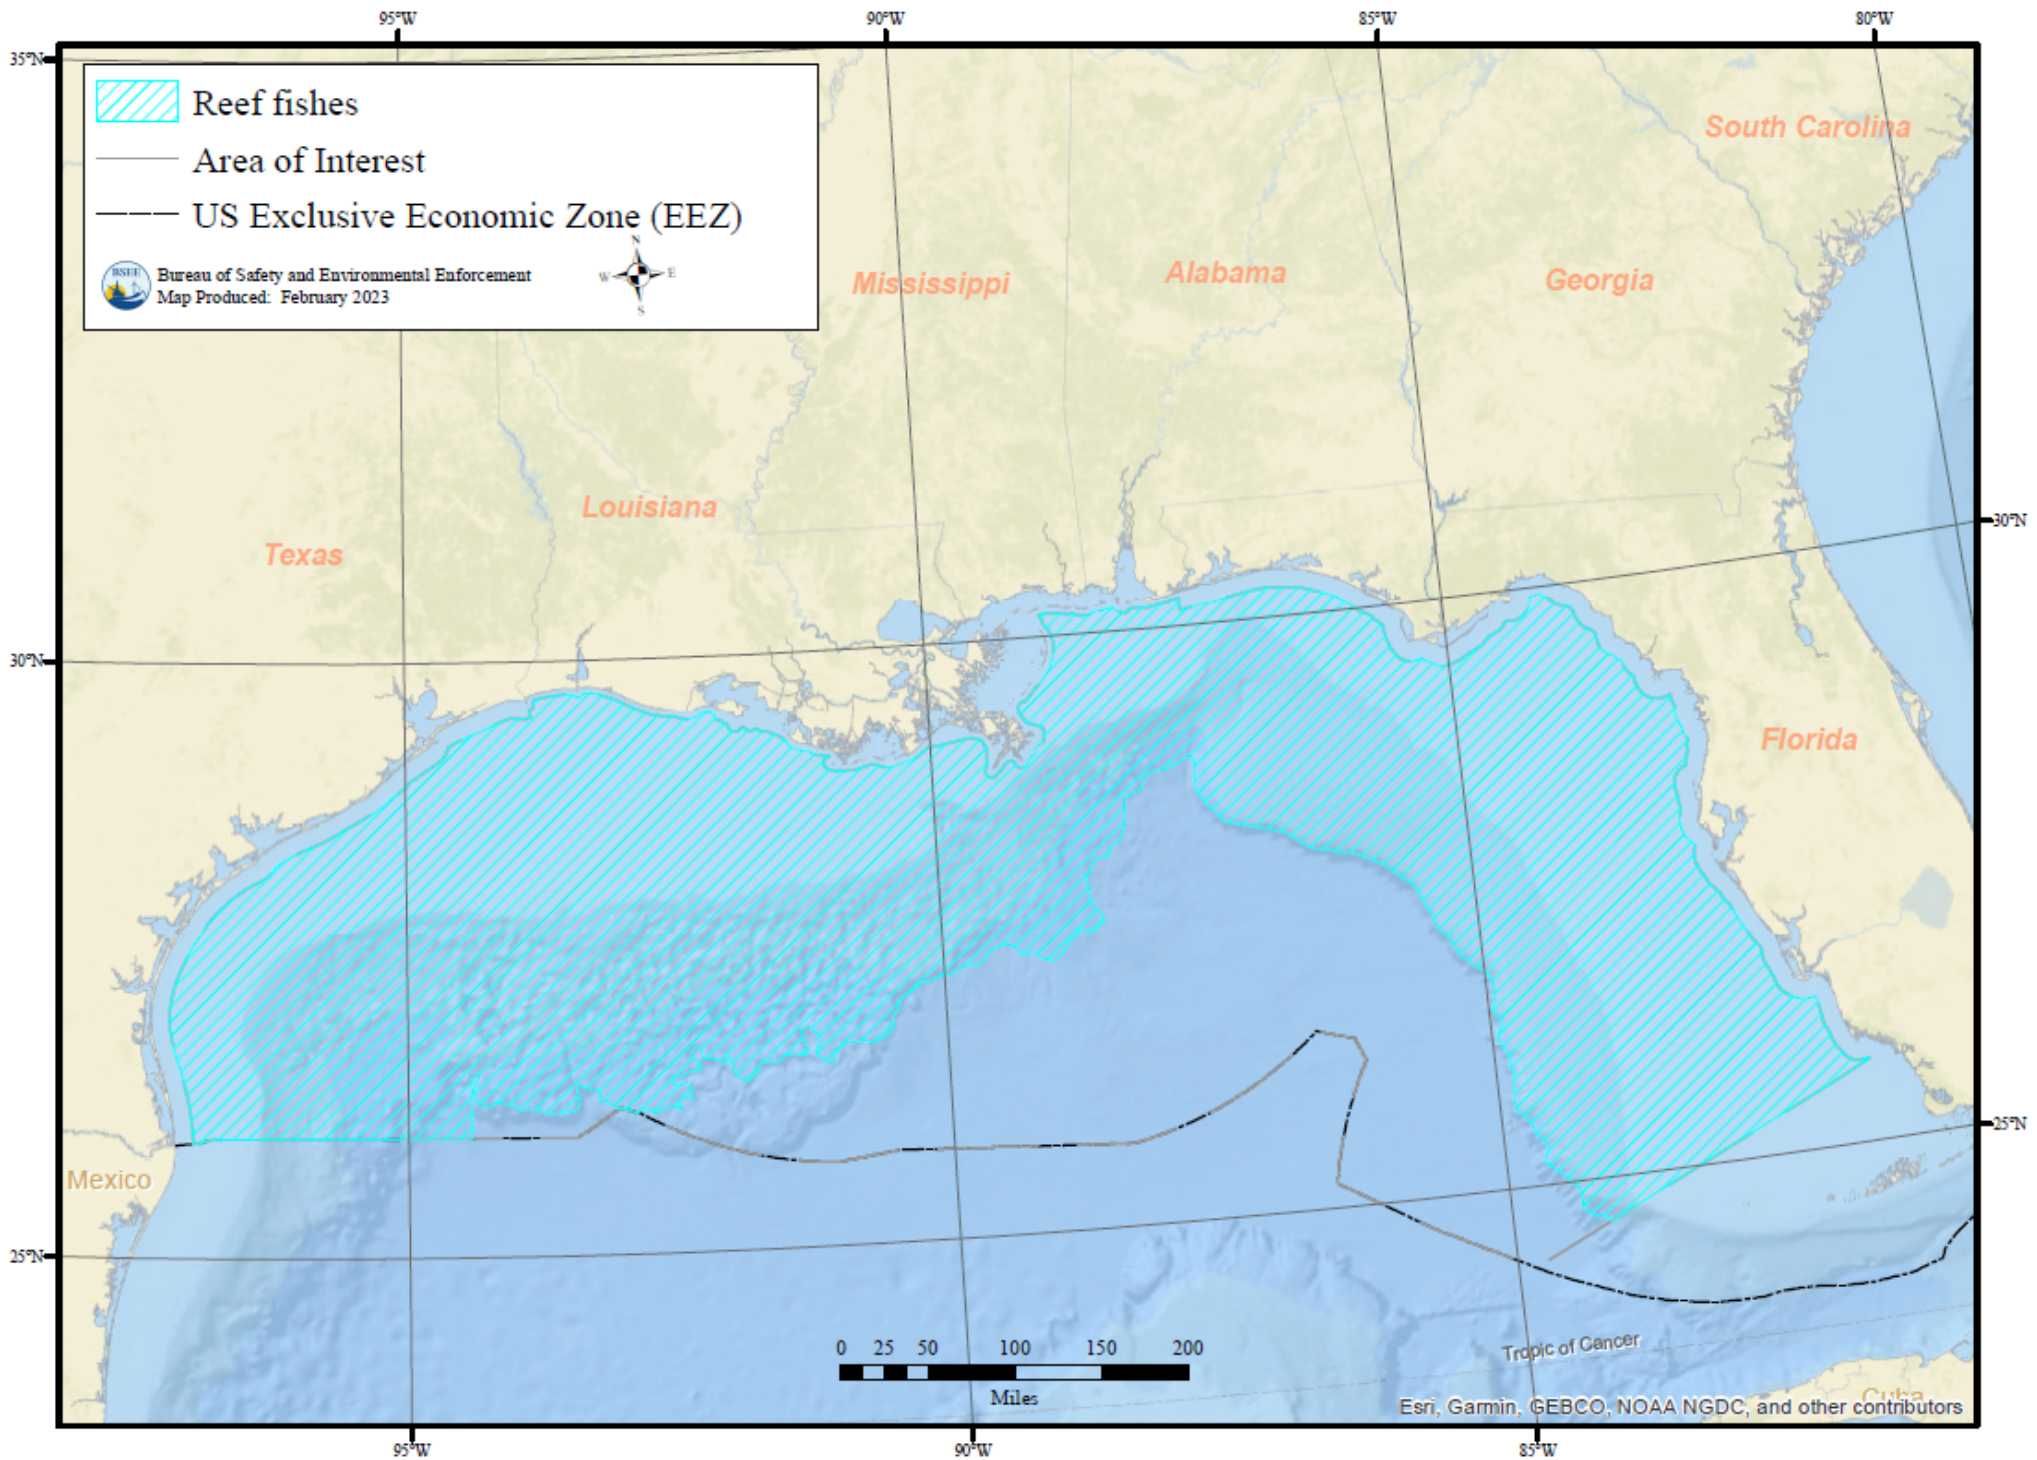 95°W 90°W 85°W 80°W
35°N
Reef fishes
Area of Interest
US Exclusive Economic Zone (EEZ)
N
W E
S
BSEE
Bureau of Safety and Environmental Enforcement
Map Produced: February 2023
South Carolina
Mississippi
Alabama
Georgia
Louisiana
Texas
30°N
30°N
Florida
25°N
Mexico
25°N
0 25 50 100 150 200
Miles
Tropic of Cancer
Cuba
Esri, Garmin, GEBCO, NOAA NGDC, and other contributors
95°W 90°W 85°W